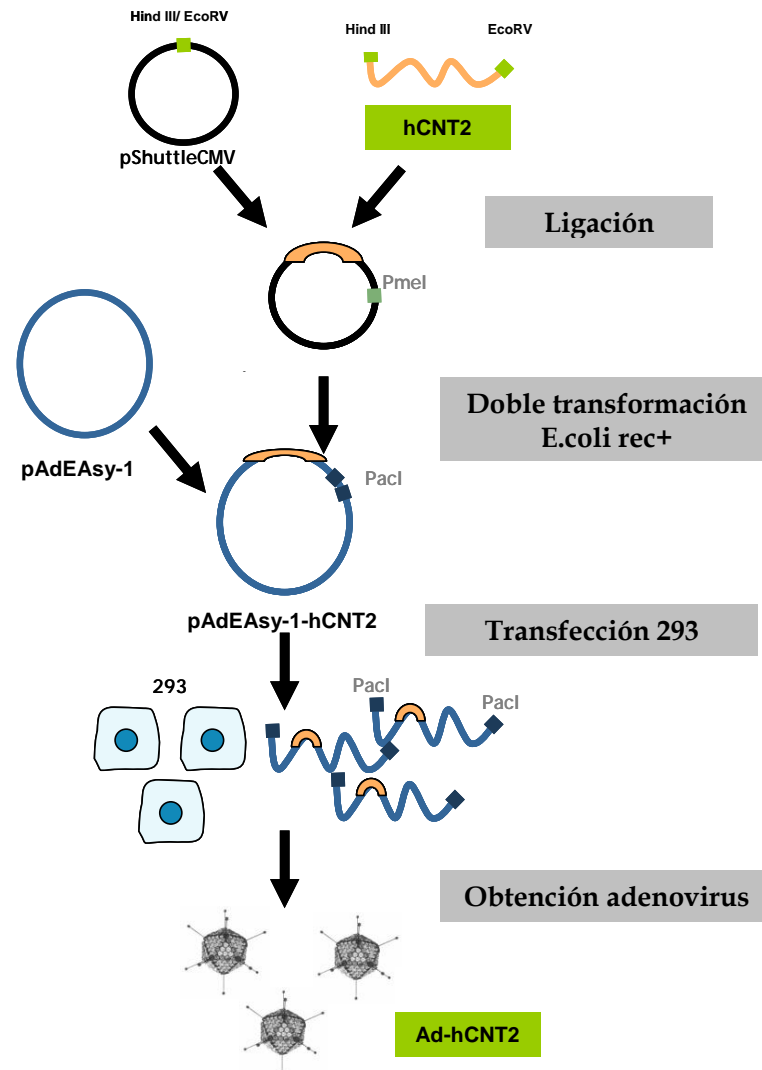 Hind III/ EcoRV
Hind III
EcoRV
hCNT2
pShuttleCMV
Ligación
PmeI
Doble transformación
E.coli rec+
pAdEAsy-1
PacI
pAdEAsy-1-hCNT2
Transfección 293
293
PacI
PacI
Obtención adenovirus
Ad-hCNT2